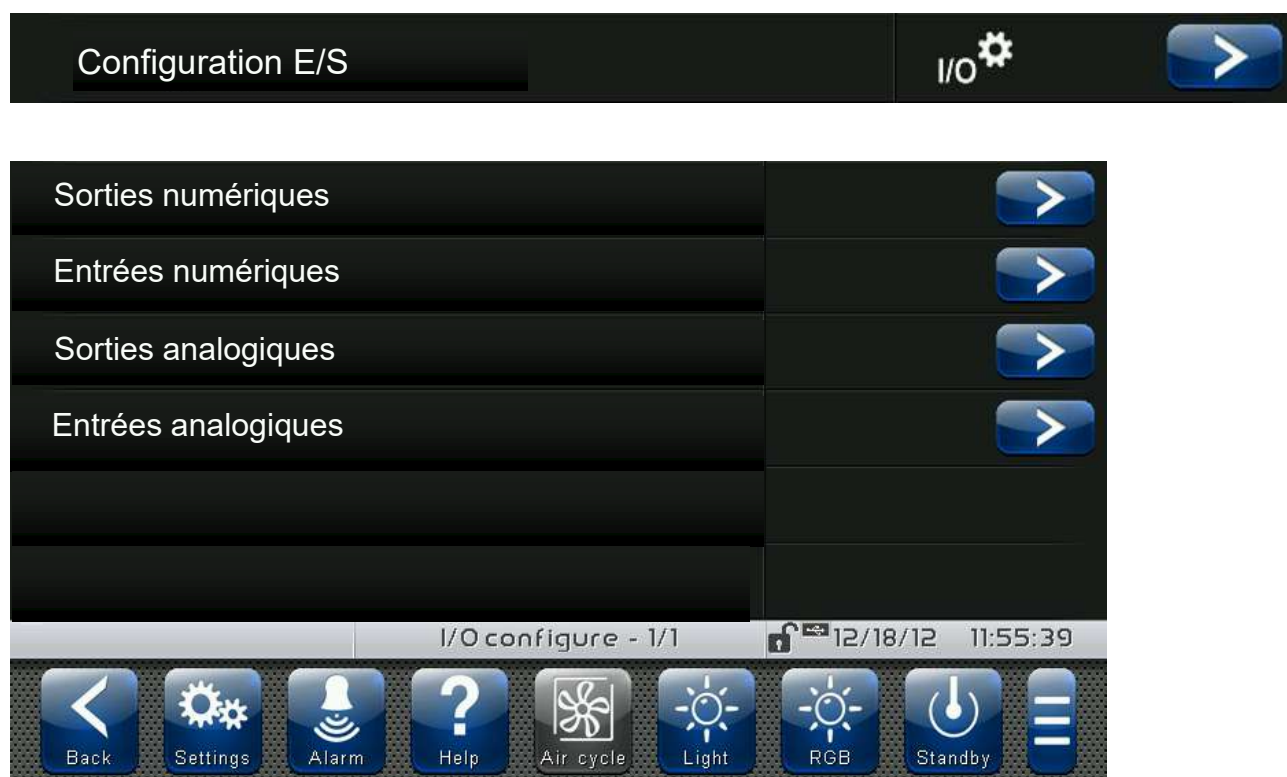 Configuration E/S
I/O
Sorties numériques
Entrées numériques
Sorties analogiques
Entrées analogiques
I/O configure - 1/1 12/18/12 11:55:39
Back Settings Alarm Help Air cycle Light RGB Standby